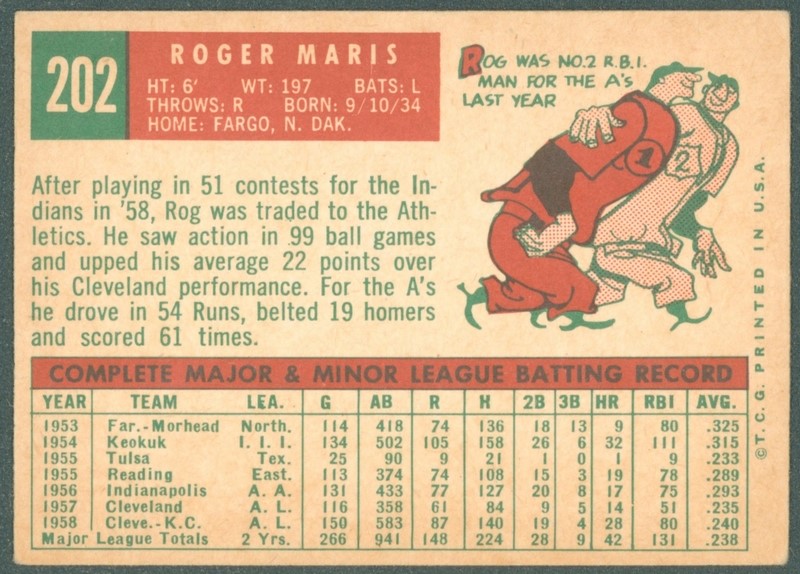 202
ROGER MARIS
HT: 6' WT: 197 BATS: L
THROWS: R BORN: 9/10/34
HOME: FARGO, N. DAK.
ROG WAS NO.2 R.B.I.
MAN FOR THE A's
LAST YEAR
1
2
After playing in 51 contests for the In-
dians in '58, Rog was traded to the Ath-
letics. He saw action in 99 ball games
and upped his average 22 points over
his Cleveland performance. For the A's
he drove in 54 Runs, belted 19 homers
and scored 61 times.
COMPLETE MAJOR & MINOR LEAGUE BATTING RECORD
YEAR TEAM LEA. G AB R H 2B 3B HR RBI AVG.
1953 Far.-Morhead North. 114 418 74 136 18 13 9 80 .325
1954 Keokuk I. I. I. 134 502 105 158 26 6 32 111 .315
1955 Tulsa Tex. 25 90 9 21 1 0 1 9 .233
1955 Reading East. 113 374 74 108 15 3 19 78 .289
1956 Indianapolis A. A. 131 433 77 127 20 8 17 75 .293
1957 Cleveland A. L. 116 358 61 84 9 5 14 51 .235
1958 Cleve.-K.C. A. L. 150 583 87 140 19 4 28 80 .240
Major League Totals 2 Yrs. 266 941 148 224 28 9 42 131 .238
©T.C.G. PRINTED IN U.S.A.